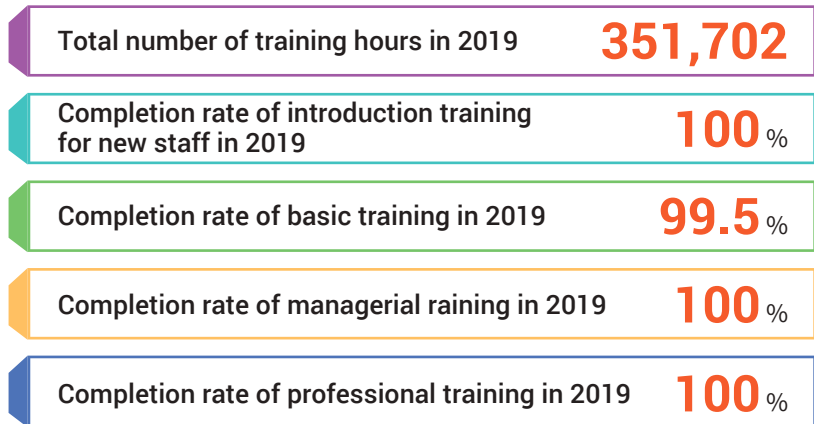 Total number of training hours in 2019 351,702
Completion rate of introduction training
for new staff in 2019 100 %
Completion rate of basic training in 2019 99.5 %
Completion rate of managerial raining in 2019 100 %
Completion rate of professional training in 2019 100 %